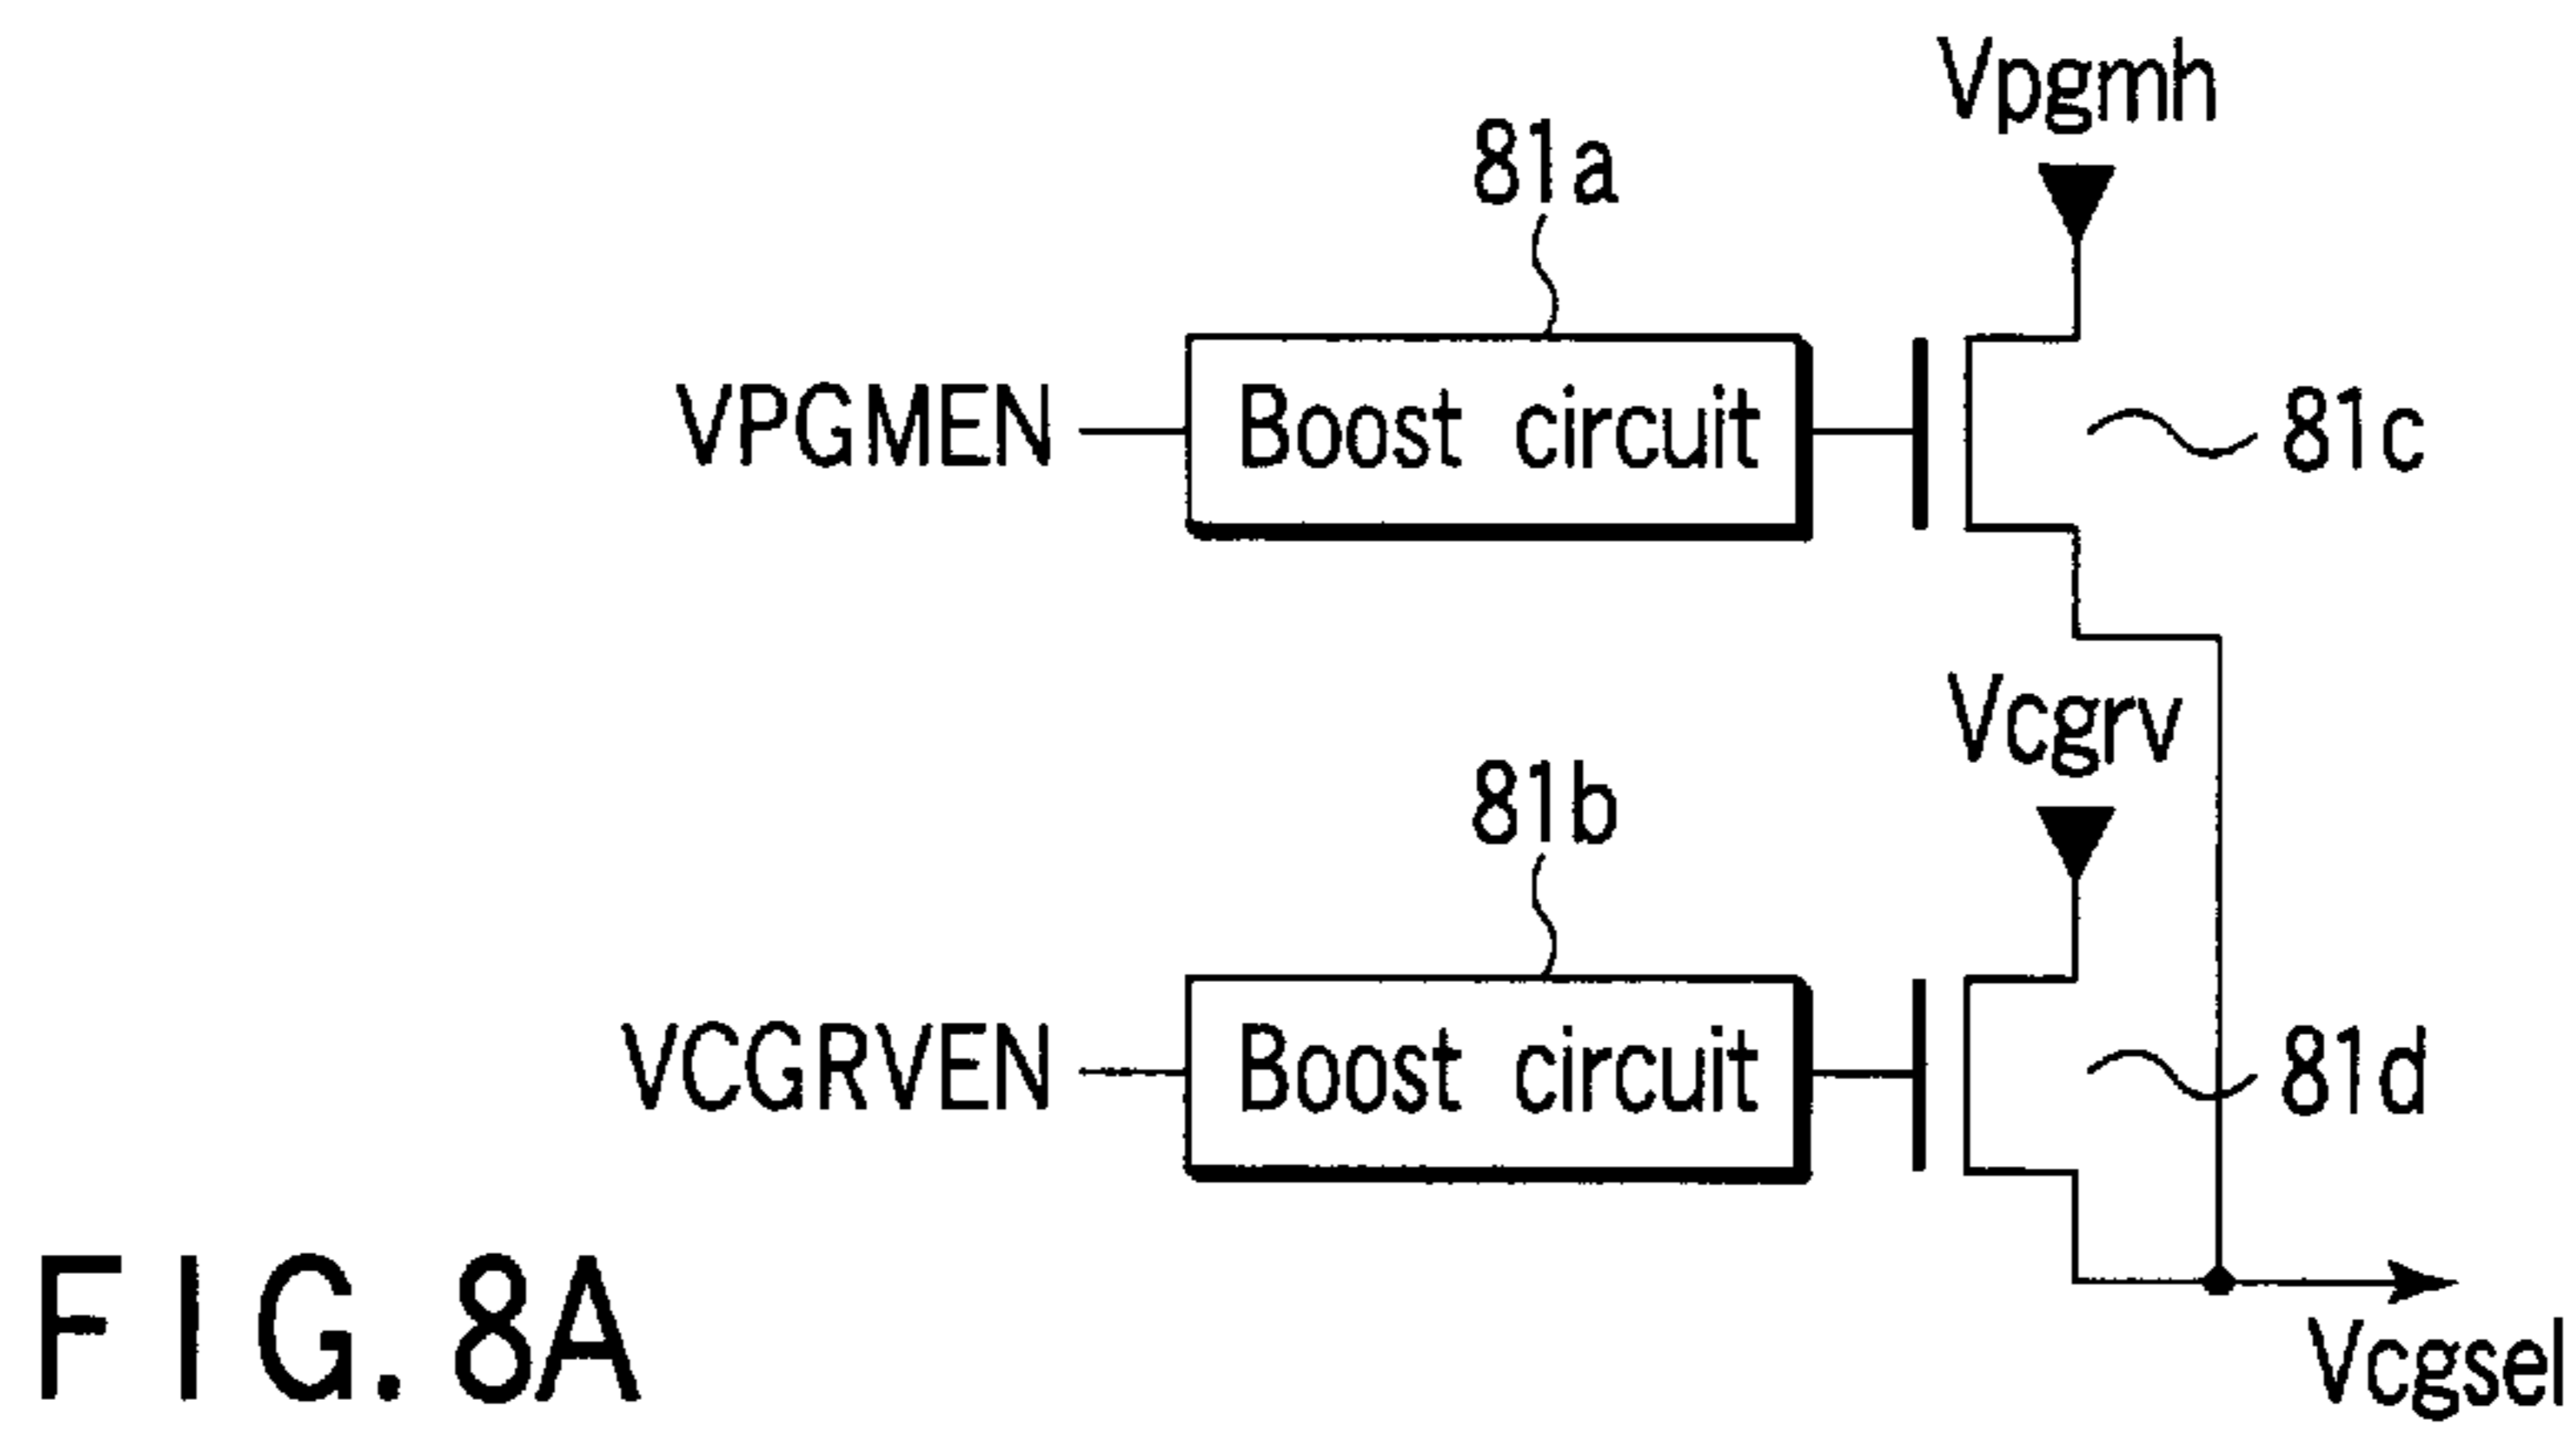 Vpgmh
81a
VPGMEN
Boost circuit
81c
Vcgrv
81b
VCGRVEN
Boost circuit
81d
Vcgsel
FIG. 8A